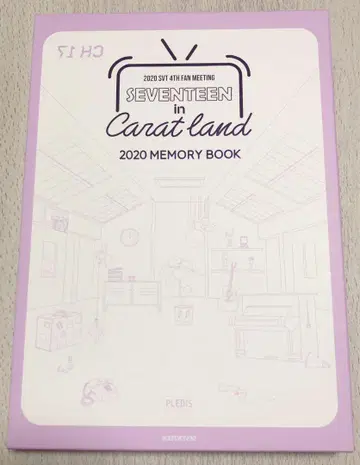 CH 17
2020 SVT 4TH FAN MEETING
SEVENTEEN
in
Carat land
2020 MEMORY BOOK
PLEDIS